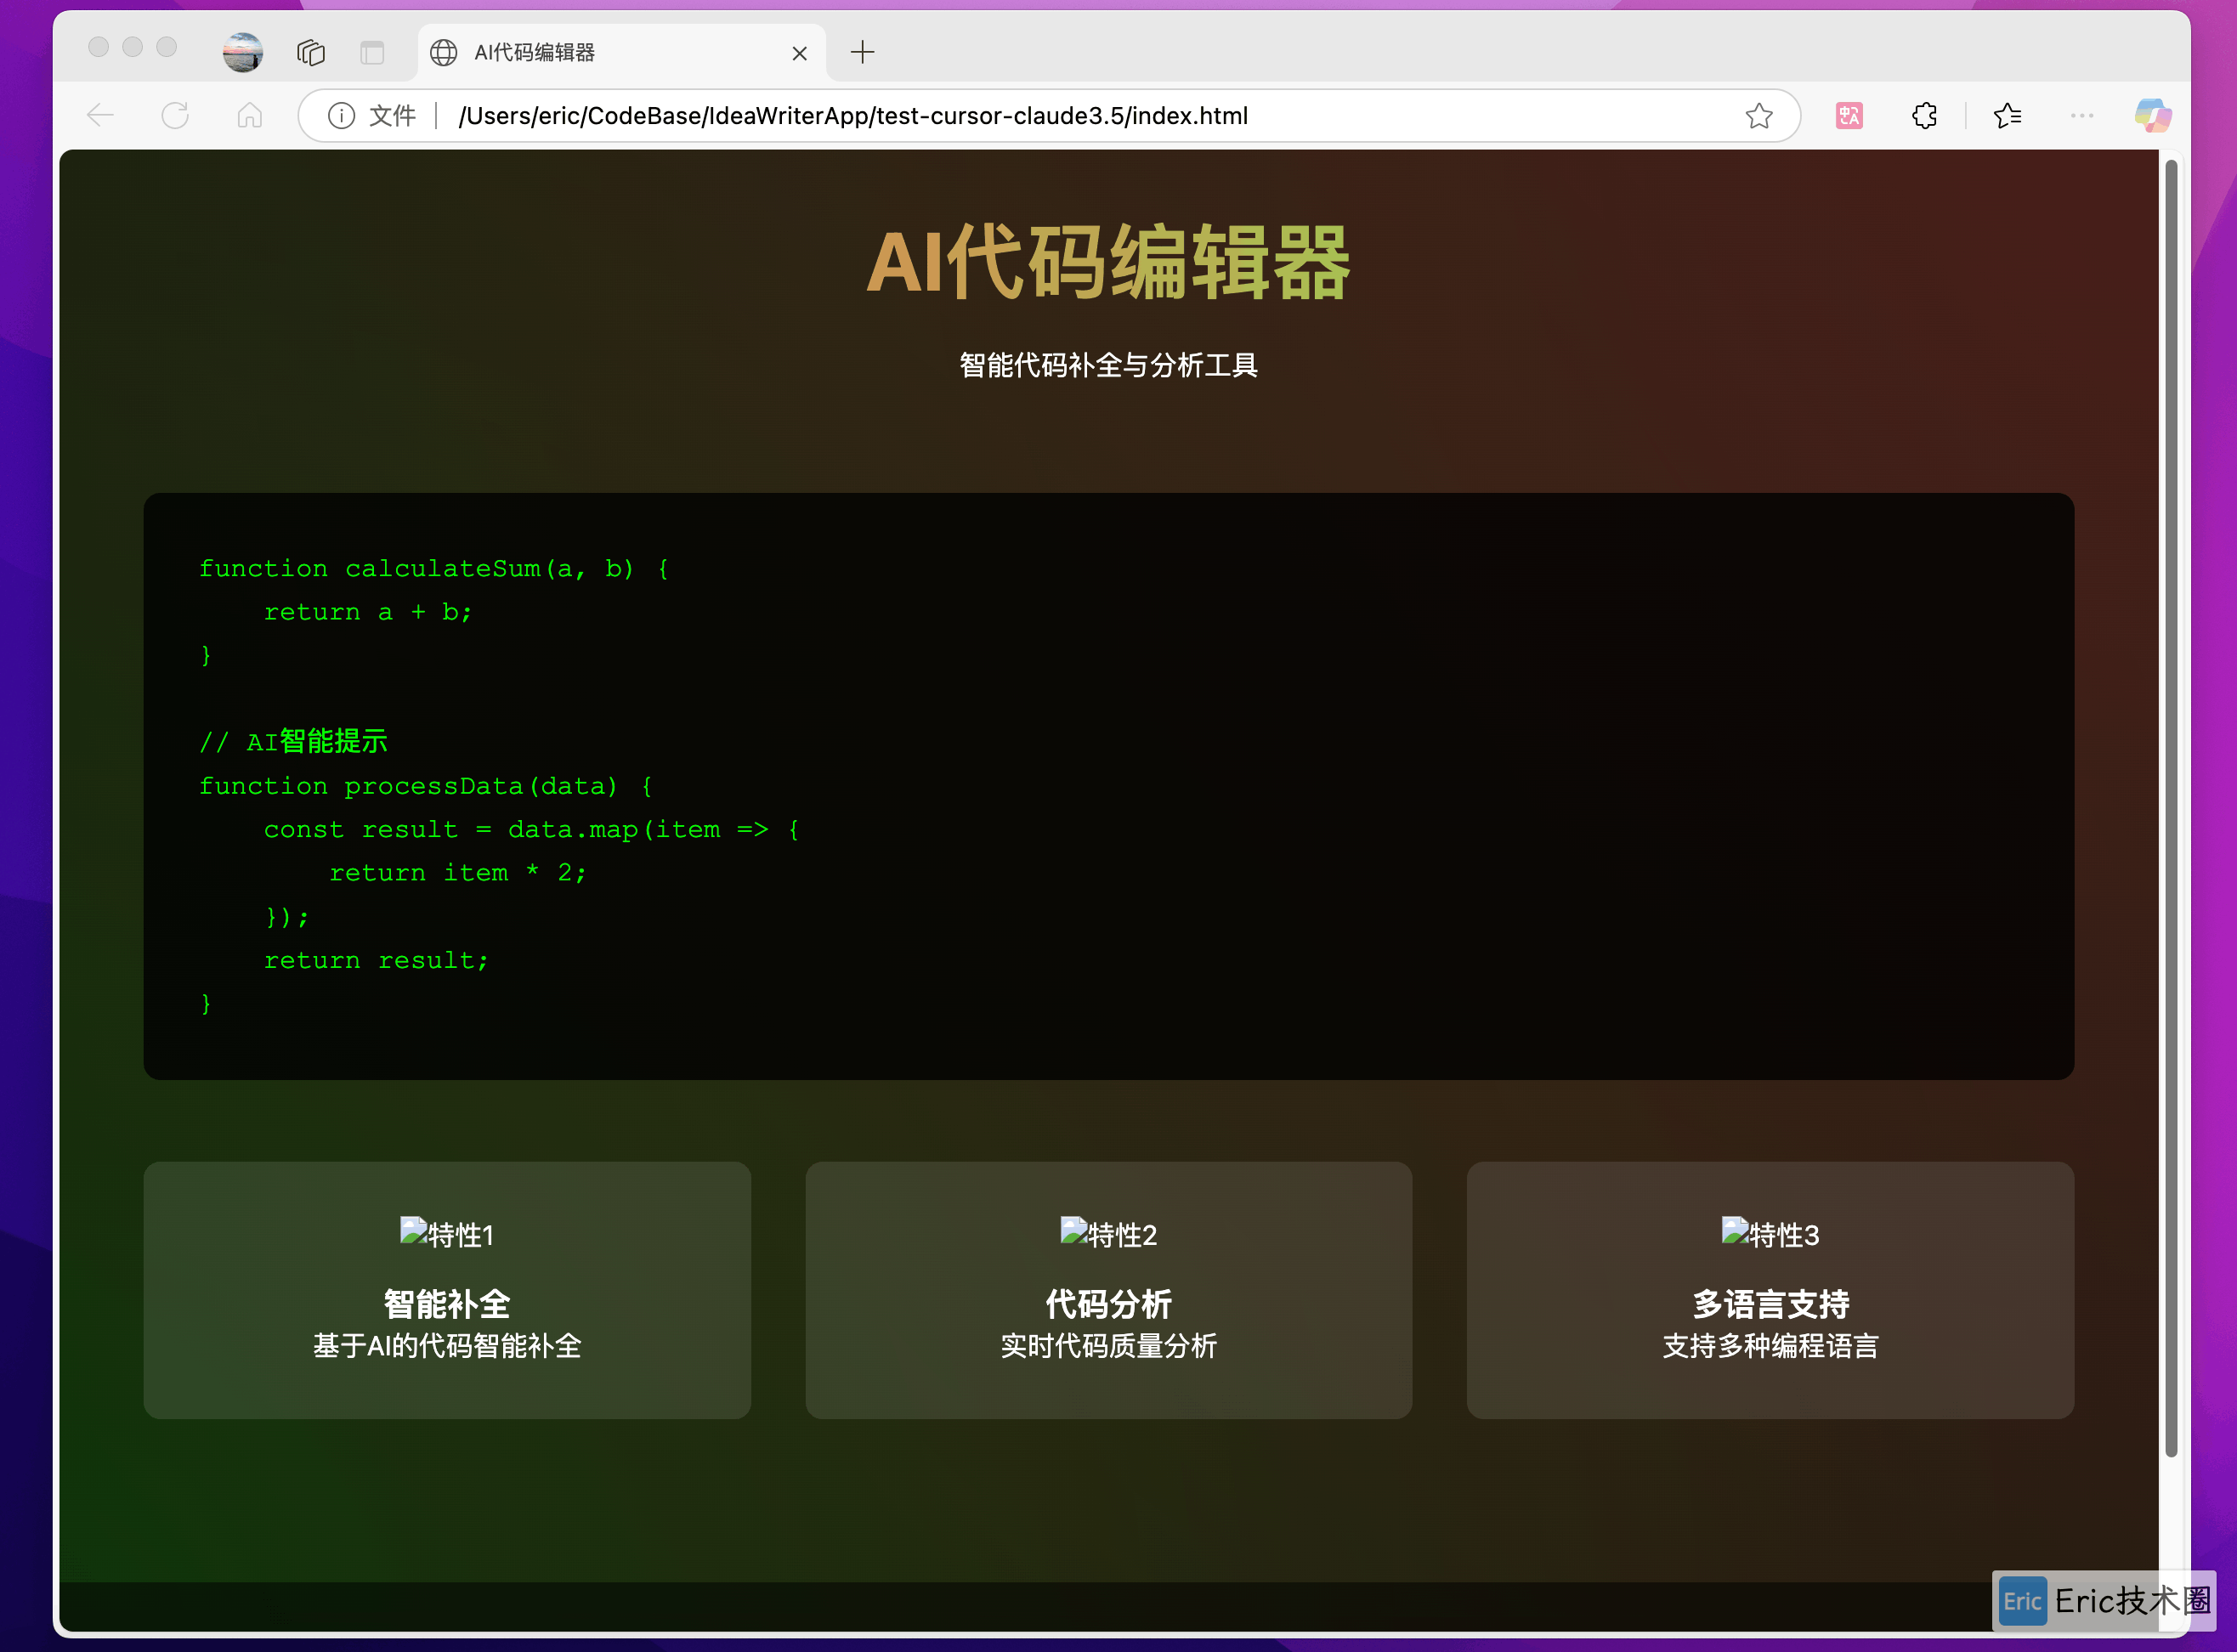 AI代码编辑器
文件 /Users/eric/CodeBase/IdeaWriterApp/test-cursor-claude3.5/index.html
AI代码编辑器
智能代码补全与分析工具
function calculateSum(a, b) {
    return a + b;
}
// AI智能提示
function processData(data) {
    const result = data.map(item => {
        return item * 2;
    });
    return result;
}
特性1
智能补全
基于AI的代码智能补全
特性2
代码分析
实时代码质量分析
特性3
多语言支持
支持多种编程语言
Eric Eric技术圈